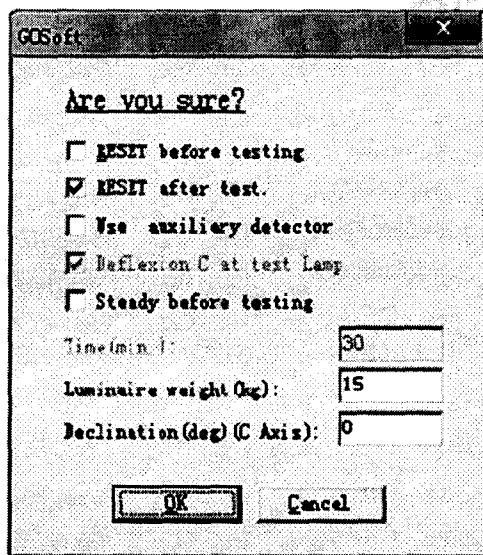 GOSoft
Are you sure?
RESET before testing
RESET after test.
Use auxiliary detector
Deflexion C at test Lamp
Steady before testing
Time(min.): 30
Luminaire weight(kg): 15
Declination(deg)(C Axis): 0
OK Cancel